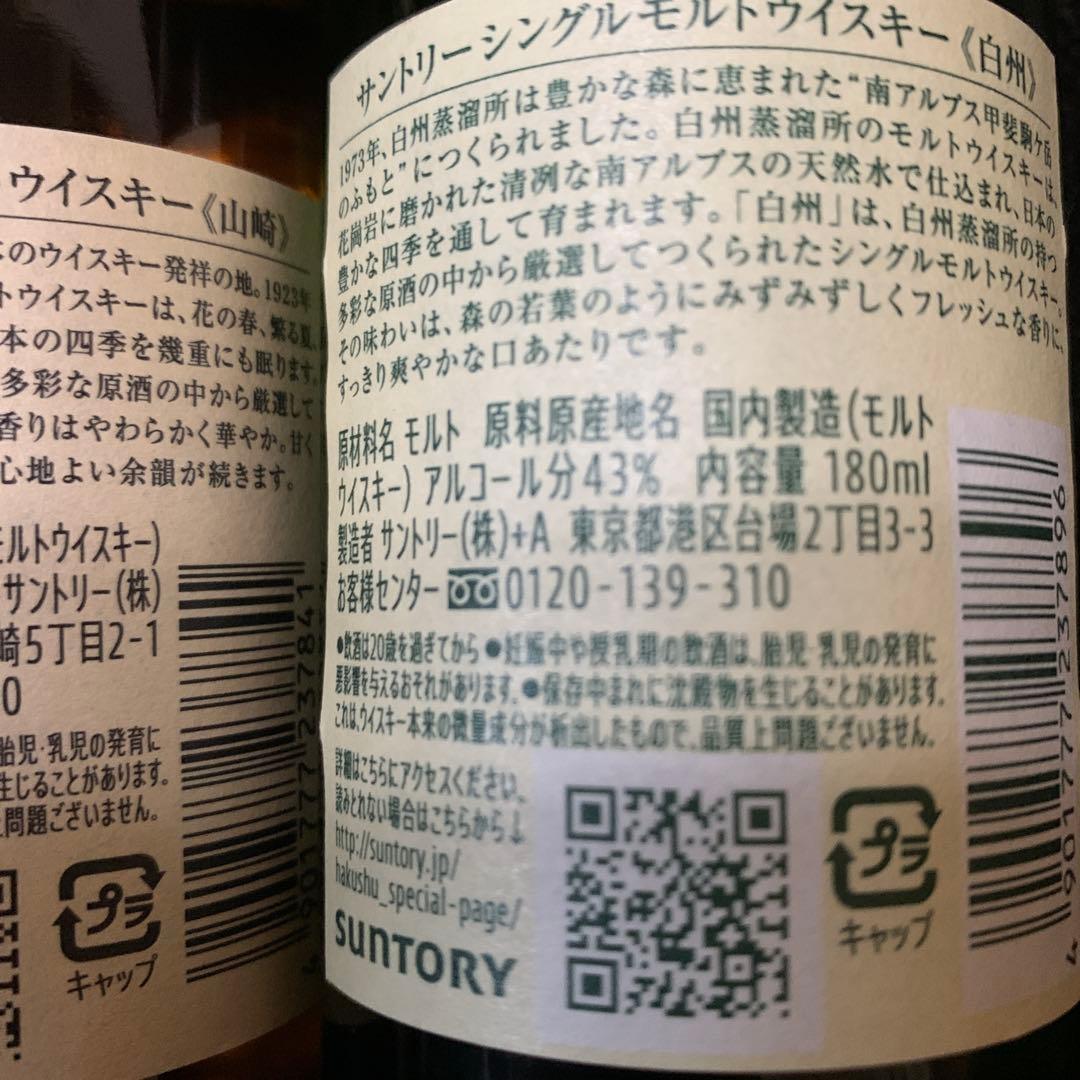 ウイスキー《山崎》
のウイスキー発祥の地。1923年
トウイスキーは、花の春、繁る夏、
本の四季を幾重にも眠ります。
多彩な原酒の中から厳選して
香りはやわらかく華やか。甘く
心地よい余韻が続きます。
モルトウイスキー)
サントリー(株)
崎5丁目2-1
0
胎児・乳児の発育に
生じることがあります。
問題ございません。
プラ
キャップ
4 901777 237841
サントリーシングルモルトウイスキー《白州》
1973年、白州蒸溜所は豊かな森に恵まれた“南アルプス甲斐駒ケ岳
のふもと”につくられました。白州蒸溜所のモルトウイスキーは、
花崗岩に磨かれた清冽な南アルプスの天然水で仕込まれ、日本の
豊かな四季を通して育まれます。「白州」は、白州蒸溜所の持つ
多彩な原酒の中から厳選してつくられたシングルモルトウイスキー。
その味わいは、森の若葉のようにみずみずしくフレッシュな香りに、
すっきり爽やかな口あたりです。
原材料名 モルト 原料原産地名 国内製造(モルト
ウイスキー) アルコール分43% 内容量 180ml
製造者 サントリー(株)+A 東京都港区台場2丁目3-3
お客様センター 0120-139-310
●飲酒は20歳を過ぎてから ●妊娠中や授乳期の飲酒は、胎児・乳児の発育に
悪影響を与えるおそれがあります。●保存中まれに沈殿物を生じることがあります。
これは、ウイスキー本来の微量成分が析出したもので、品質上問題ございません。
詳細はこちらにアクセスください。
読みとれない場合はこちらから↓
http://suntory.jp/
hakushu_special-page/
SUNTORY
プラ
キャップ
4 901777 237896